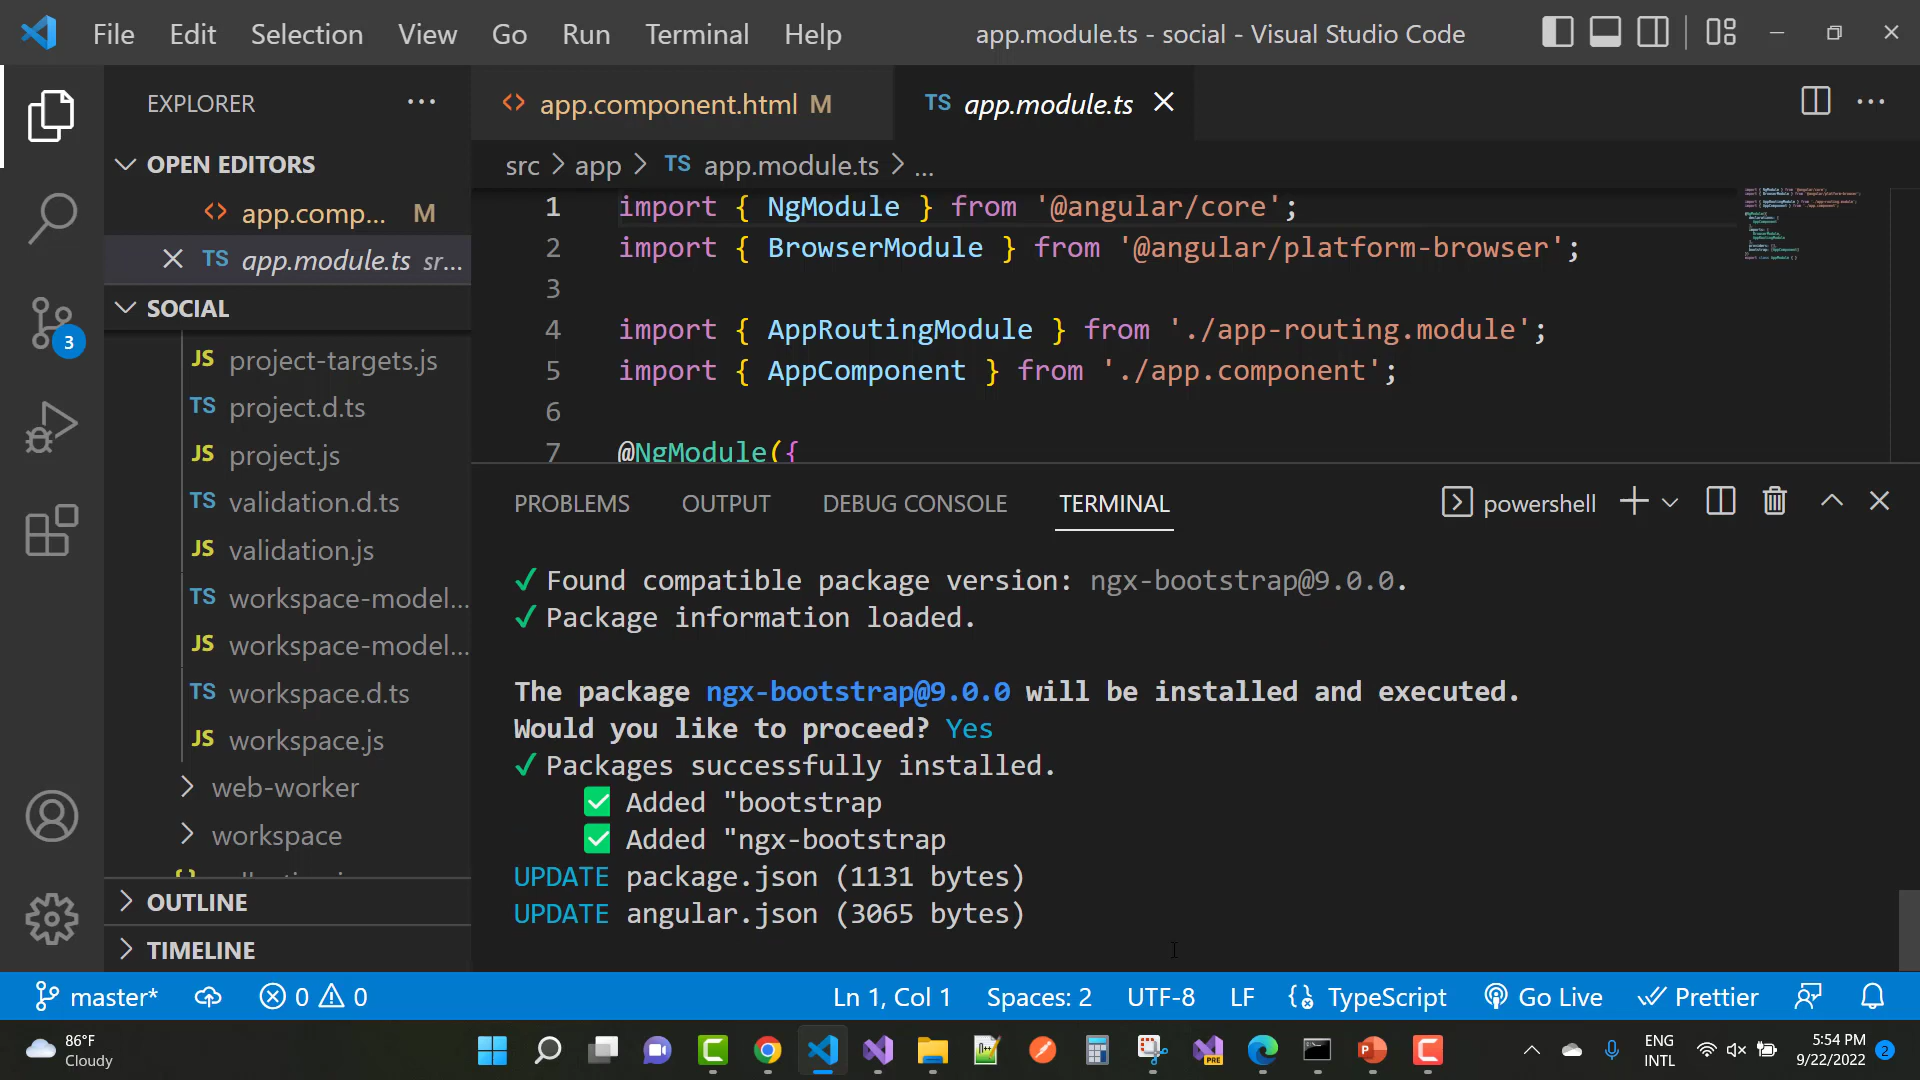 File Edit Selection View Go Run Terminal Help
app.module.ts - social - Visual Studio Code
EXPLORER
OPEN EDITORS
app.comp... M
TS app.module.ts sr...
SOCIAL
JS project-targets.js
TS project.d.ts
JS project.js
TS validation.d.ts
JS validation.js
TS workspace-model...
JS workspace-model...
TS workspace.d.ts
JS workspace.js
web-worker
workspace
OUTLINE
TIMELINE
3
<> app.component.html M
TS app.module.ts
src > app > TS app.module.ts > ...
1 import { NgModule } from '@angular/core';
2 import { BrowserModule } from '@angular/platform-browser';
3
4 import { AppRoutingModule } from './app-routing.module';
5 import { AppComponent } from './app.component';
6
7 @NgModule({
PROBLEMS OUTPUT DEBUG CONSOLE TERMINAL
powershell
✓ Found compatible package version: ngx-bootstrap@9.0.0.
✓ Package information loaded.
The package ngx-bootstrap@9.0.0 will be installed and executed.
Would you like to proceed? Yes
✓ Packages successfully installed.
✅ Added "bootstrap
✅ Added "ngx-bootstrap
UPDATE package.json (1131 bytes)
UPDATE angular.json (3065 bytes)
master* 0 0
Ln 1, Col 1 Spaces: 2 UTF-8 LF TypeScript Go Live Prettier
86°F
Cloudy
PRE
ENG
INTL
5:54 PM
9/22/2022
2